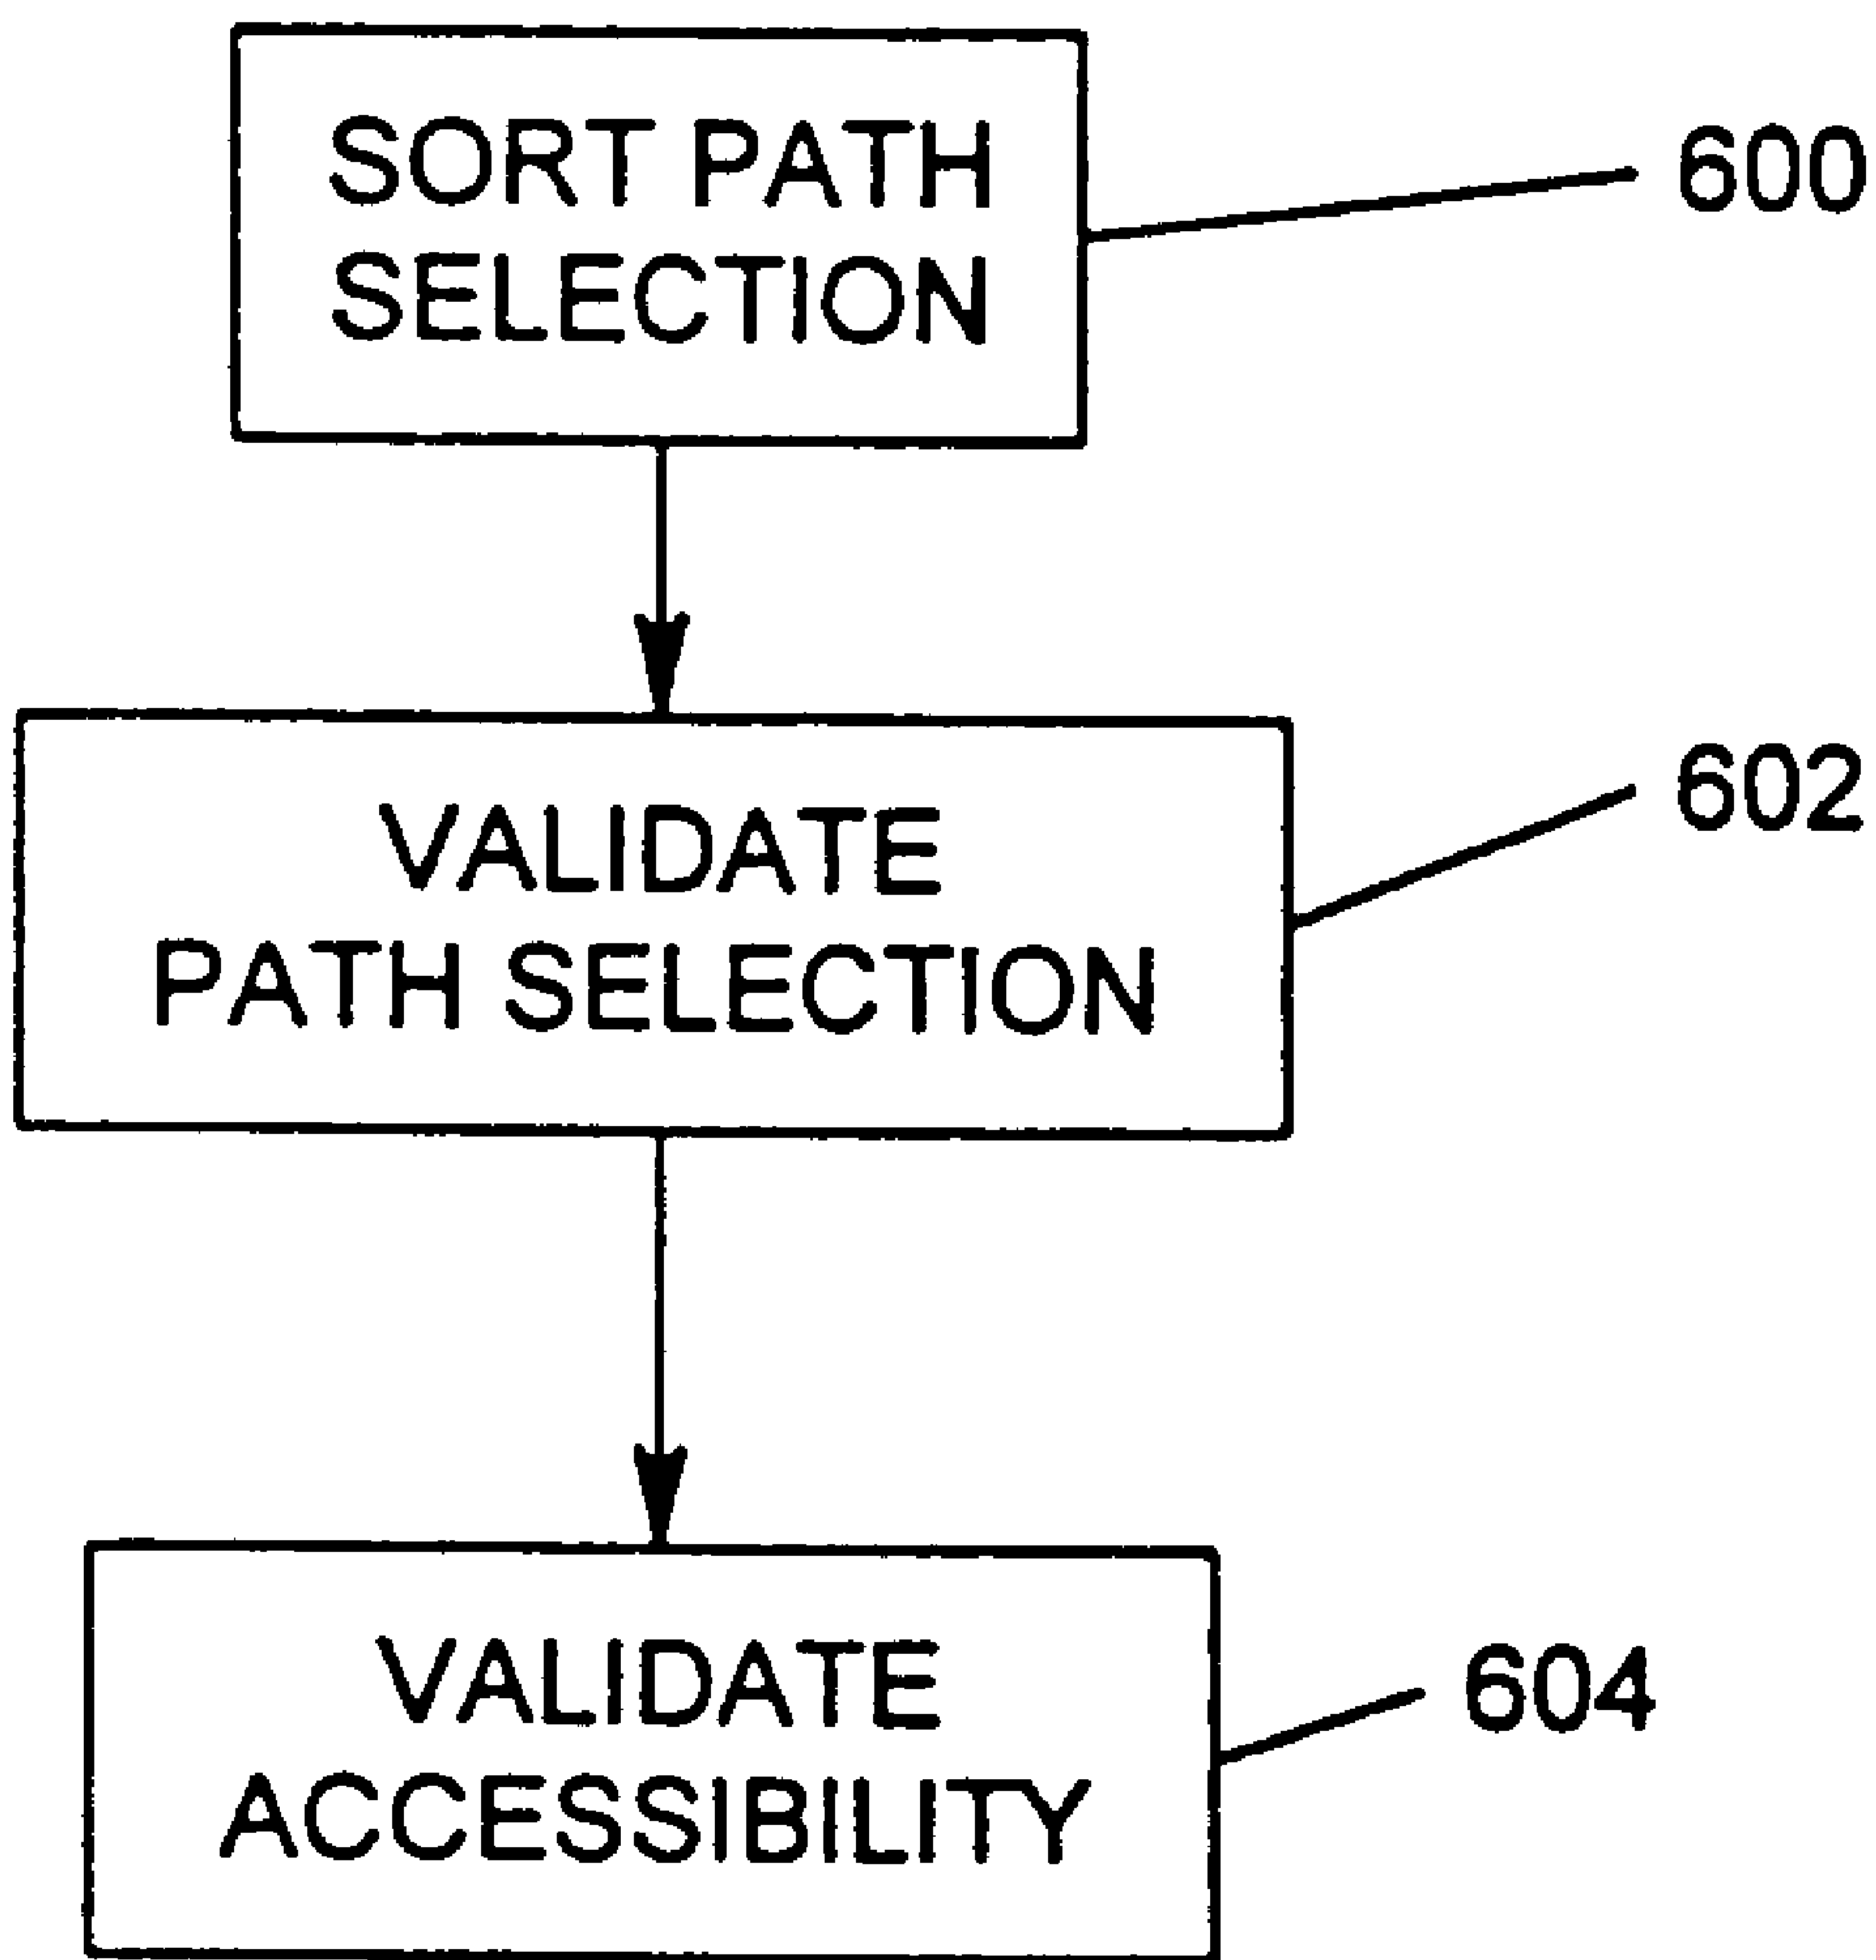 SORT PATH
SELECTION
600
VALIDATE
PATH SELECTION
602
VALIDATE
ACCESSIBILITY
604